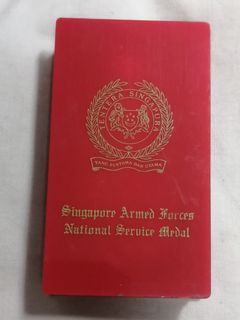 TENTERA SINGAPURA
YANG PERTAMA DAN UTAMA
Singapore Armed Forces
National Service Medal